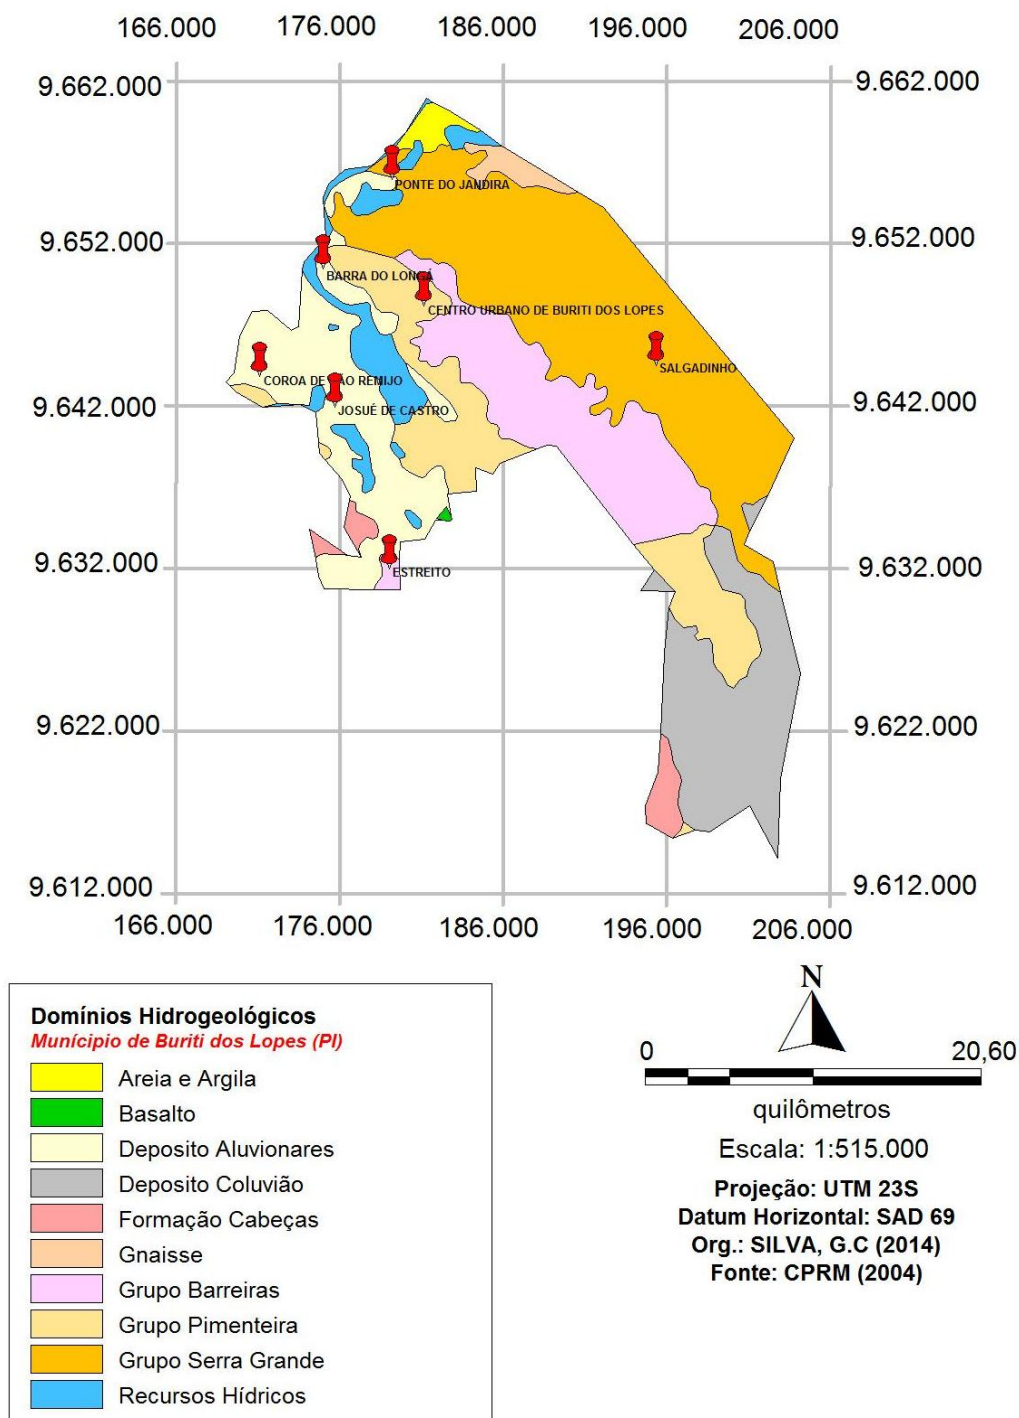 166.000 176.000 186.000 196.000 206.000
9.662.000 9.662.000
PONTE DO JANDIRA
9.652.000 9.652.000
BARRA DO LONGÁ
CENTRO URBANO DE BURITI DOS LOPES
SALGADINHO
COROA DE SÃO REMIJO
9.642.000 JOSUÉ DE CASTRO 9.642.000
9.632.000 ESTREITO 9.632.000
9.622.000 9.622.000
9.612.000 9.612.000
166.000 176.000 186.000 196.000 206.000
Domínios Hidrogeológicos
Munícipio de Buriti dos Lopes (PI)
Areia e Argila
Basalto
Deposito Aluvionares
Deposito Coluvião
Formação Cabeças
Gnaisse
Grupo Barreiras
Grupo Pimenteira
Grupo Serra Grande
Recursos Hídricos
N
0 20,60
quilômetros
Escala: 1:515.000
Projeção: UTM 23S
Datum Horizontal: SAD 69
Org.: SILVA, G.C (2014)
Fonte: CPRM (2004)